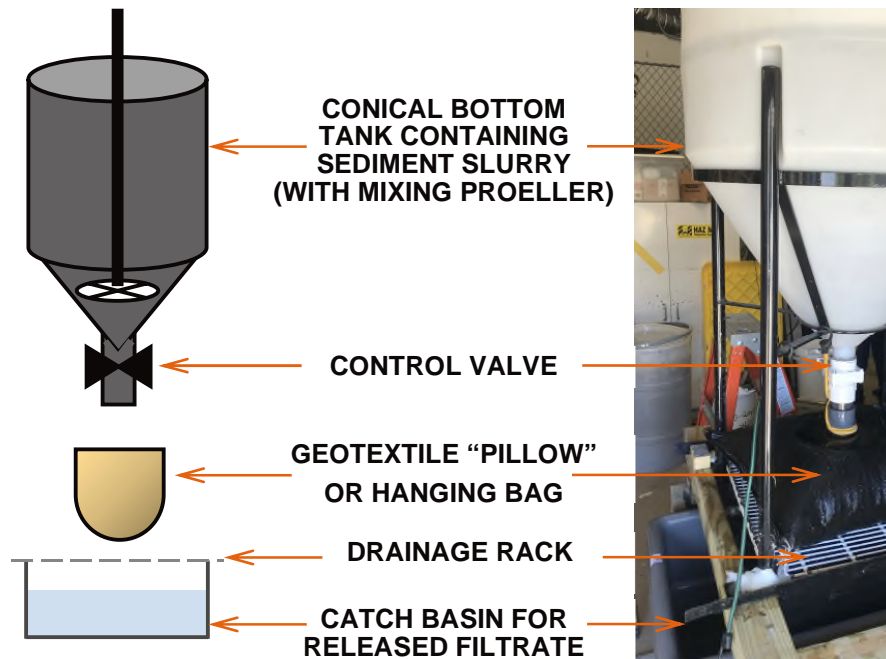 CONICAL BOTTOM
TANK CONTAINING
SEDIMENT SLURRY
(WITH MIXING PROELLER)
HAZ
CONTROL VALVE
GEOTEXTILE “PILLOW”
OR HANGING BAG
DRAINAGE RACK
CATCH BASIN FOR
RELEASED FILTRATE